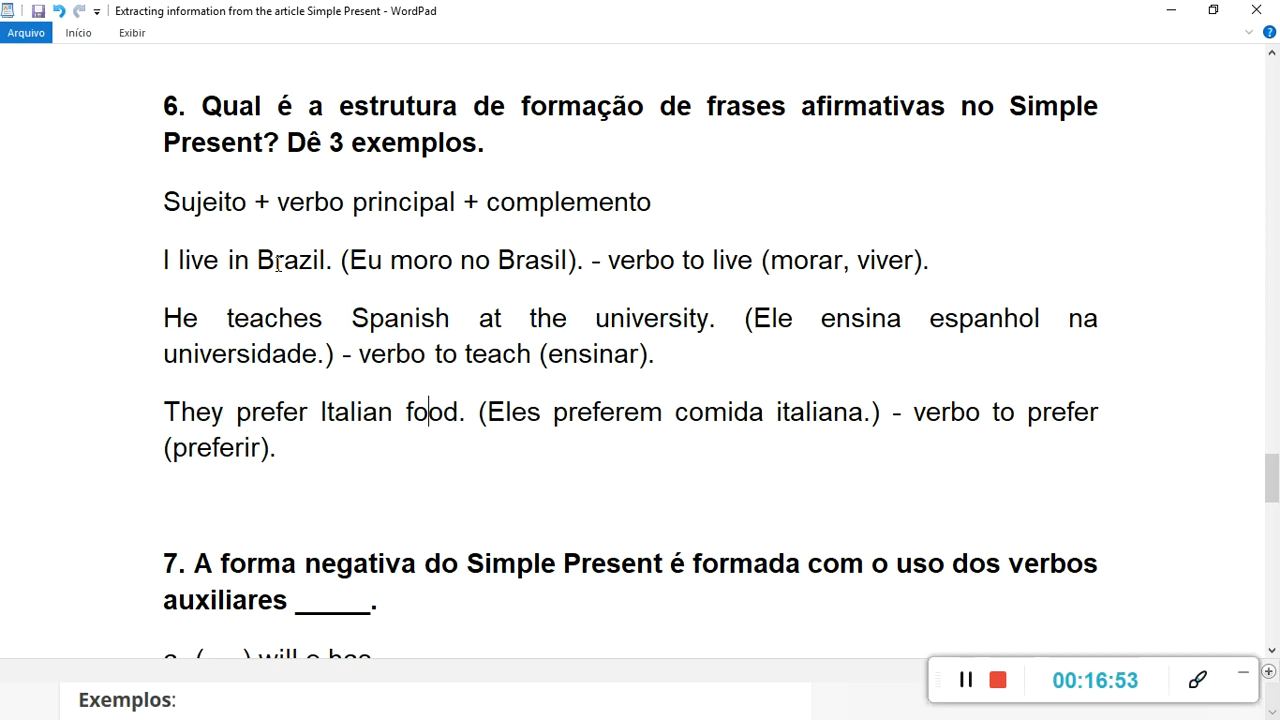 Extracting information from the article Simple Present - WordPad
Arquivo Início Exibir
6. Qual é a estrutura de formação de frases afirmativas no Simple
Present? Dê 3 exemplos.
Sujeito + verbo principal + complemento
I live in Brazil. (Eu moro no Brasil). - verbo to live (morar, viver).
He teaches Spanish at the university. (Ele ensina espanhol na
universidade.) - verbo to teach (ensinar).
They prefer Italian food. (Eles preferem comida italiana.) - verbo to prefer
(preferir).
7. A forma negativa do Simple Present é formada com o uso dos verbos
auxiliares _____.
a. ( ) will e has
00:16:53
Exemplos: